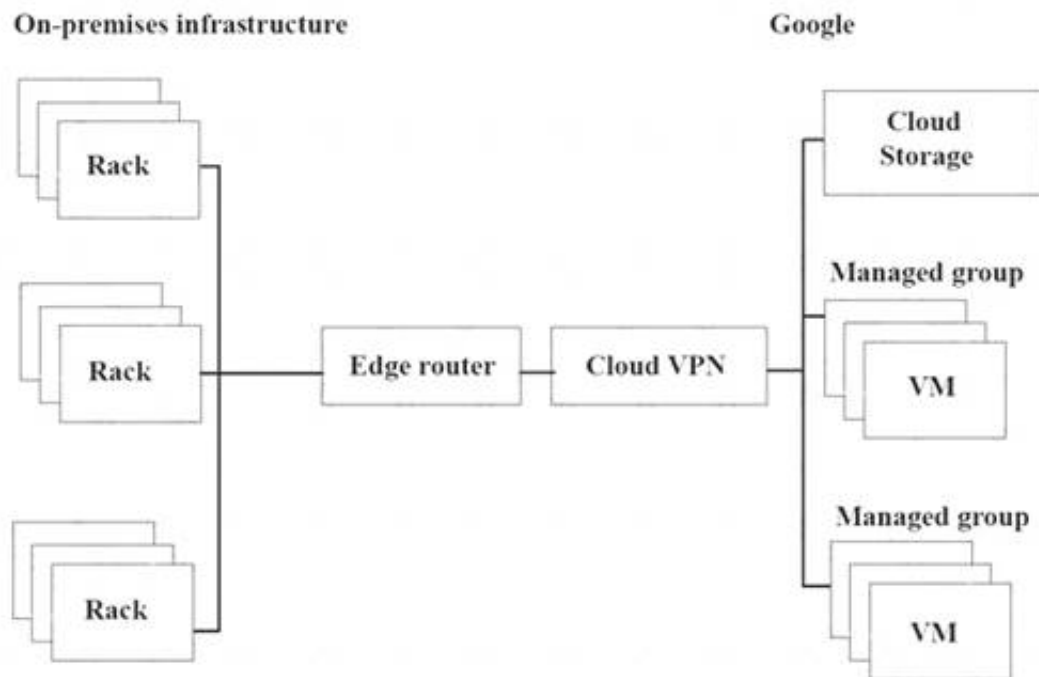 On-premises infrastructure
Google
Rack
Rack
Rack
Edge router
Cloud VPN
Cloud
Storage
Managed group
VM
Managed group
VM